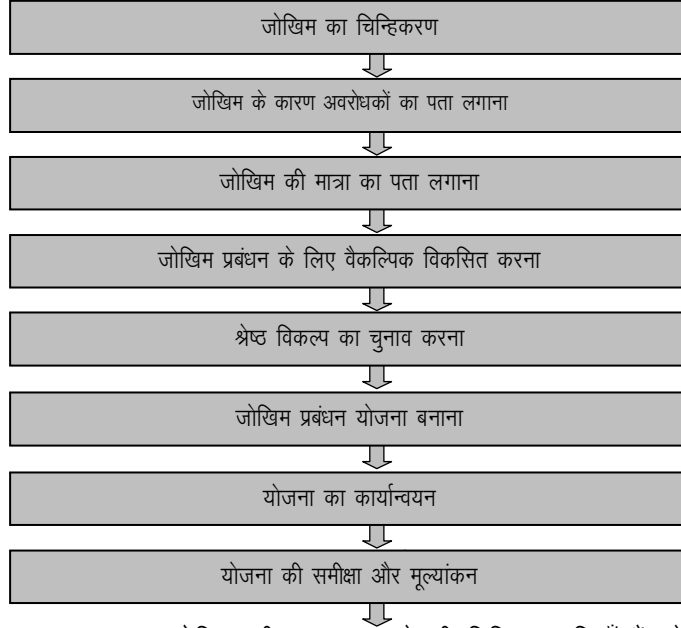 जोखिम का चिन्हिकरण
जोखिम के कारण अवरोधकों का पता लगाना
जोखिम की मात्रा का पता लगाना
जोखिम प्रबंधन के लिए वैकल्पिक विकसित करना
श्रेष्ठ विकल्प का चुनाव करना
जोखिम प्रबंधन योजना बनाना
योजना का कार्यान्वयन
योजना की समीक्षा और मूल्यांकन